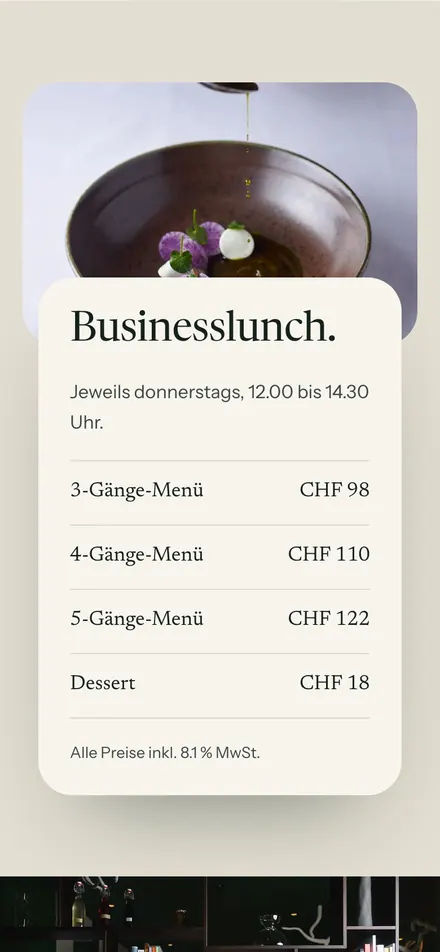 Businesslunch.
Jeweils donnerstags, 12.00 bis 14.30
Uhr.
3-Gänge-Menü CHF 98
4-Gänge-Menü CHF 110
5-Gänge-Menü CHF 122
Dessert CHF 18
Alle Preise inkl. 8.1 % MwSt.